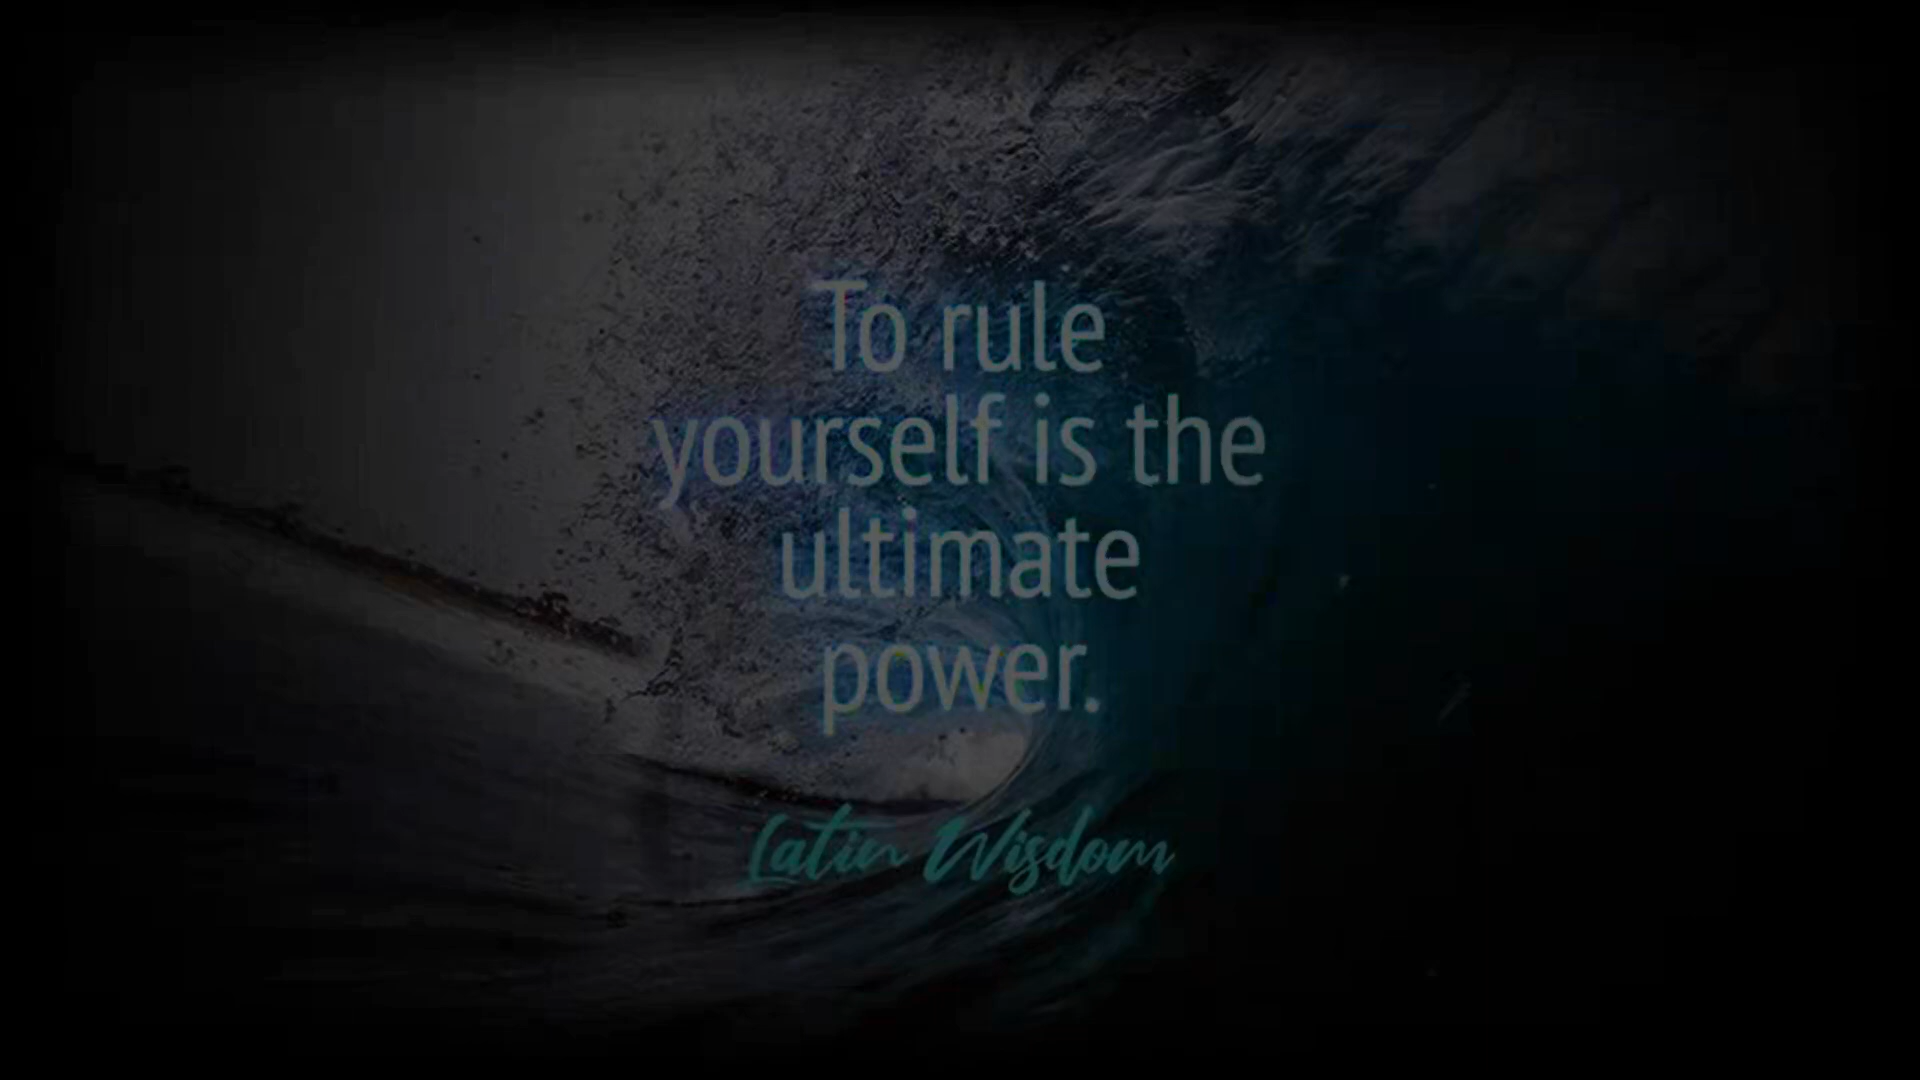 To rule
yourself is the
ultimate
power.
Latin Wisdom